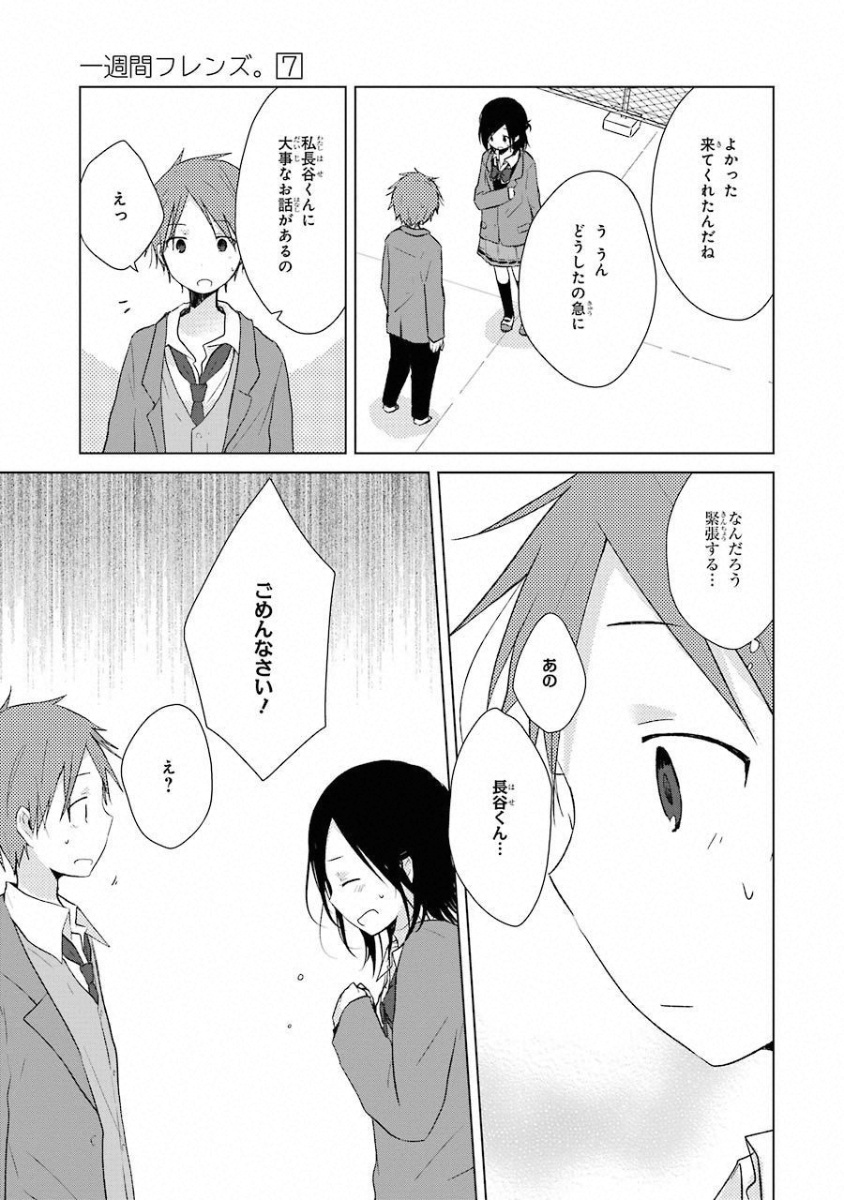 一週間フレンズ。7
よかった
来てくれたんだね
う うん
どうしたの急に
私長谷くんに
大事なお話があるの
えっ
なんだろう
緊張する…
あの
長谷くん…
ごめんなさい！
え？